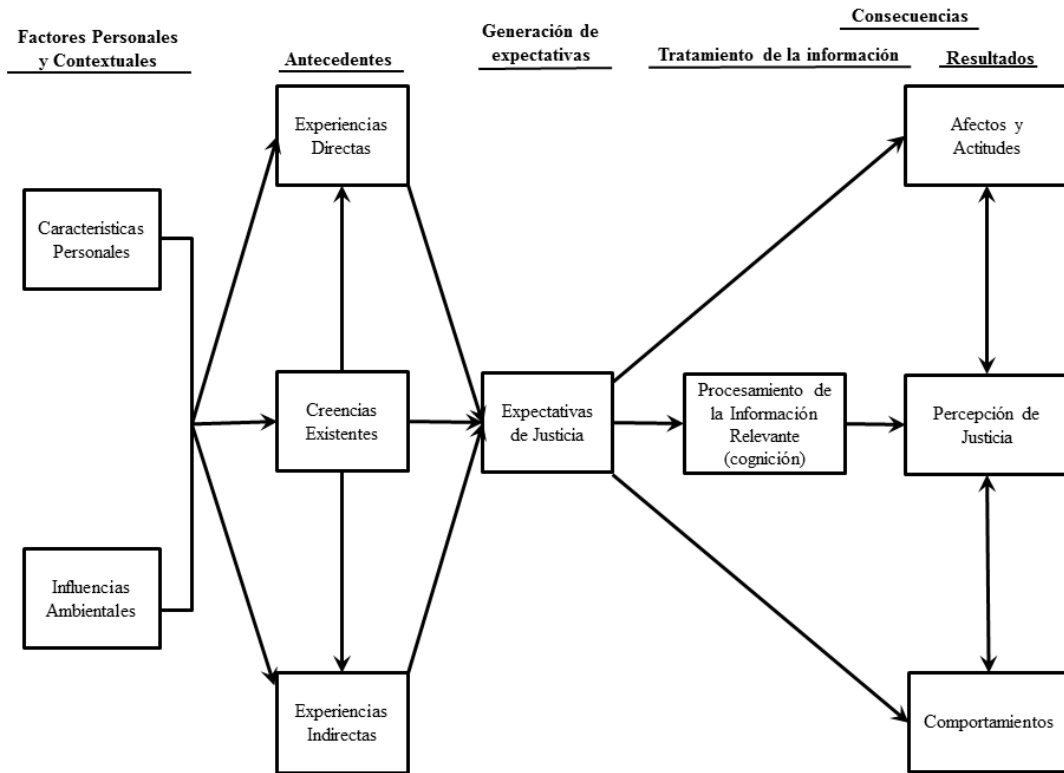 Factores Personales
y Contextuales
Antecedentes
Generación de
expectativas
Consecuencias
Tratamiento de la información
Resultados
Experiencias
Directas
Afectos y
Actitudes
Características
Personales
Creencias
Existentes
Expectativas
de Justicia
Procesamiento de
la Información
Relevante
(cognición)
Percepción de
Justicia
Influencias
Ambientales
Experiencias
Indirectas
Comportamientos